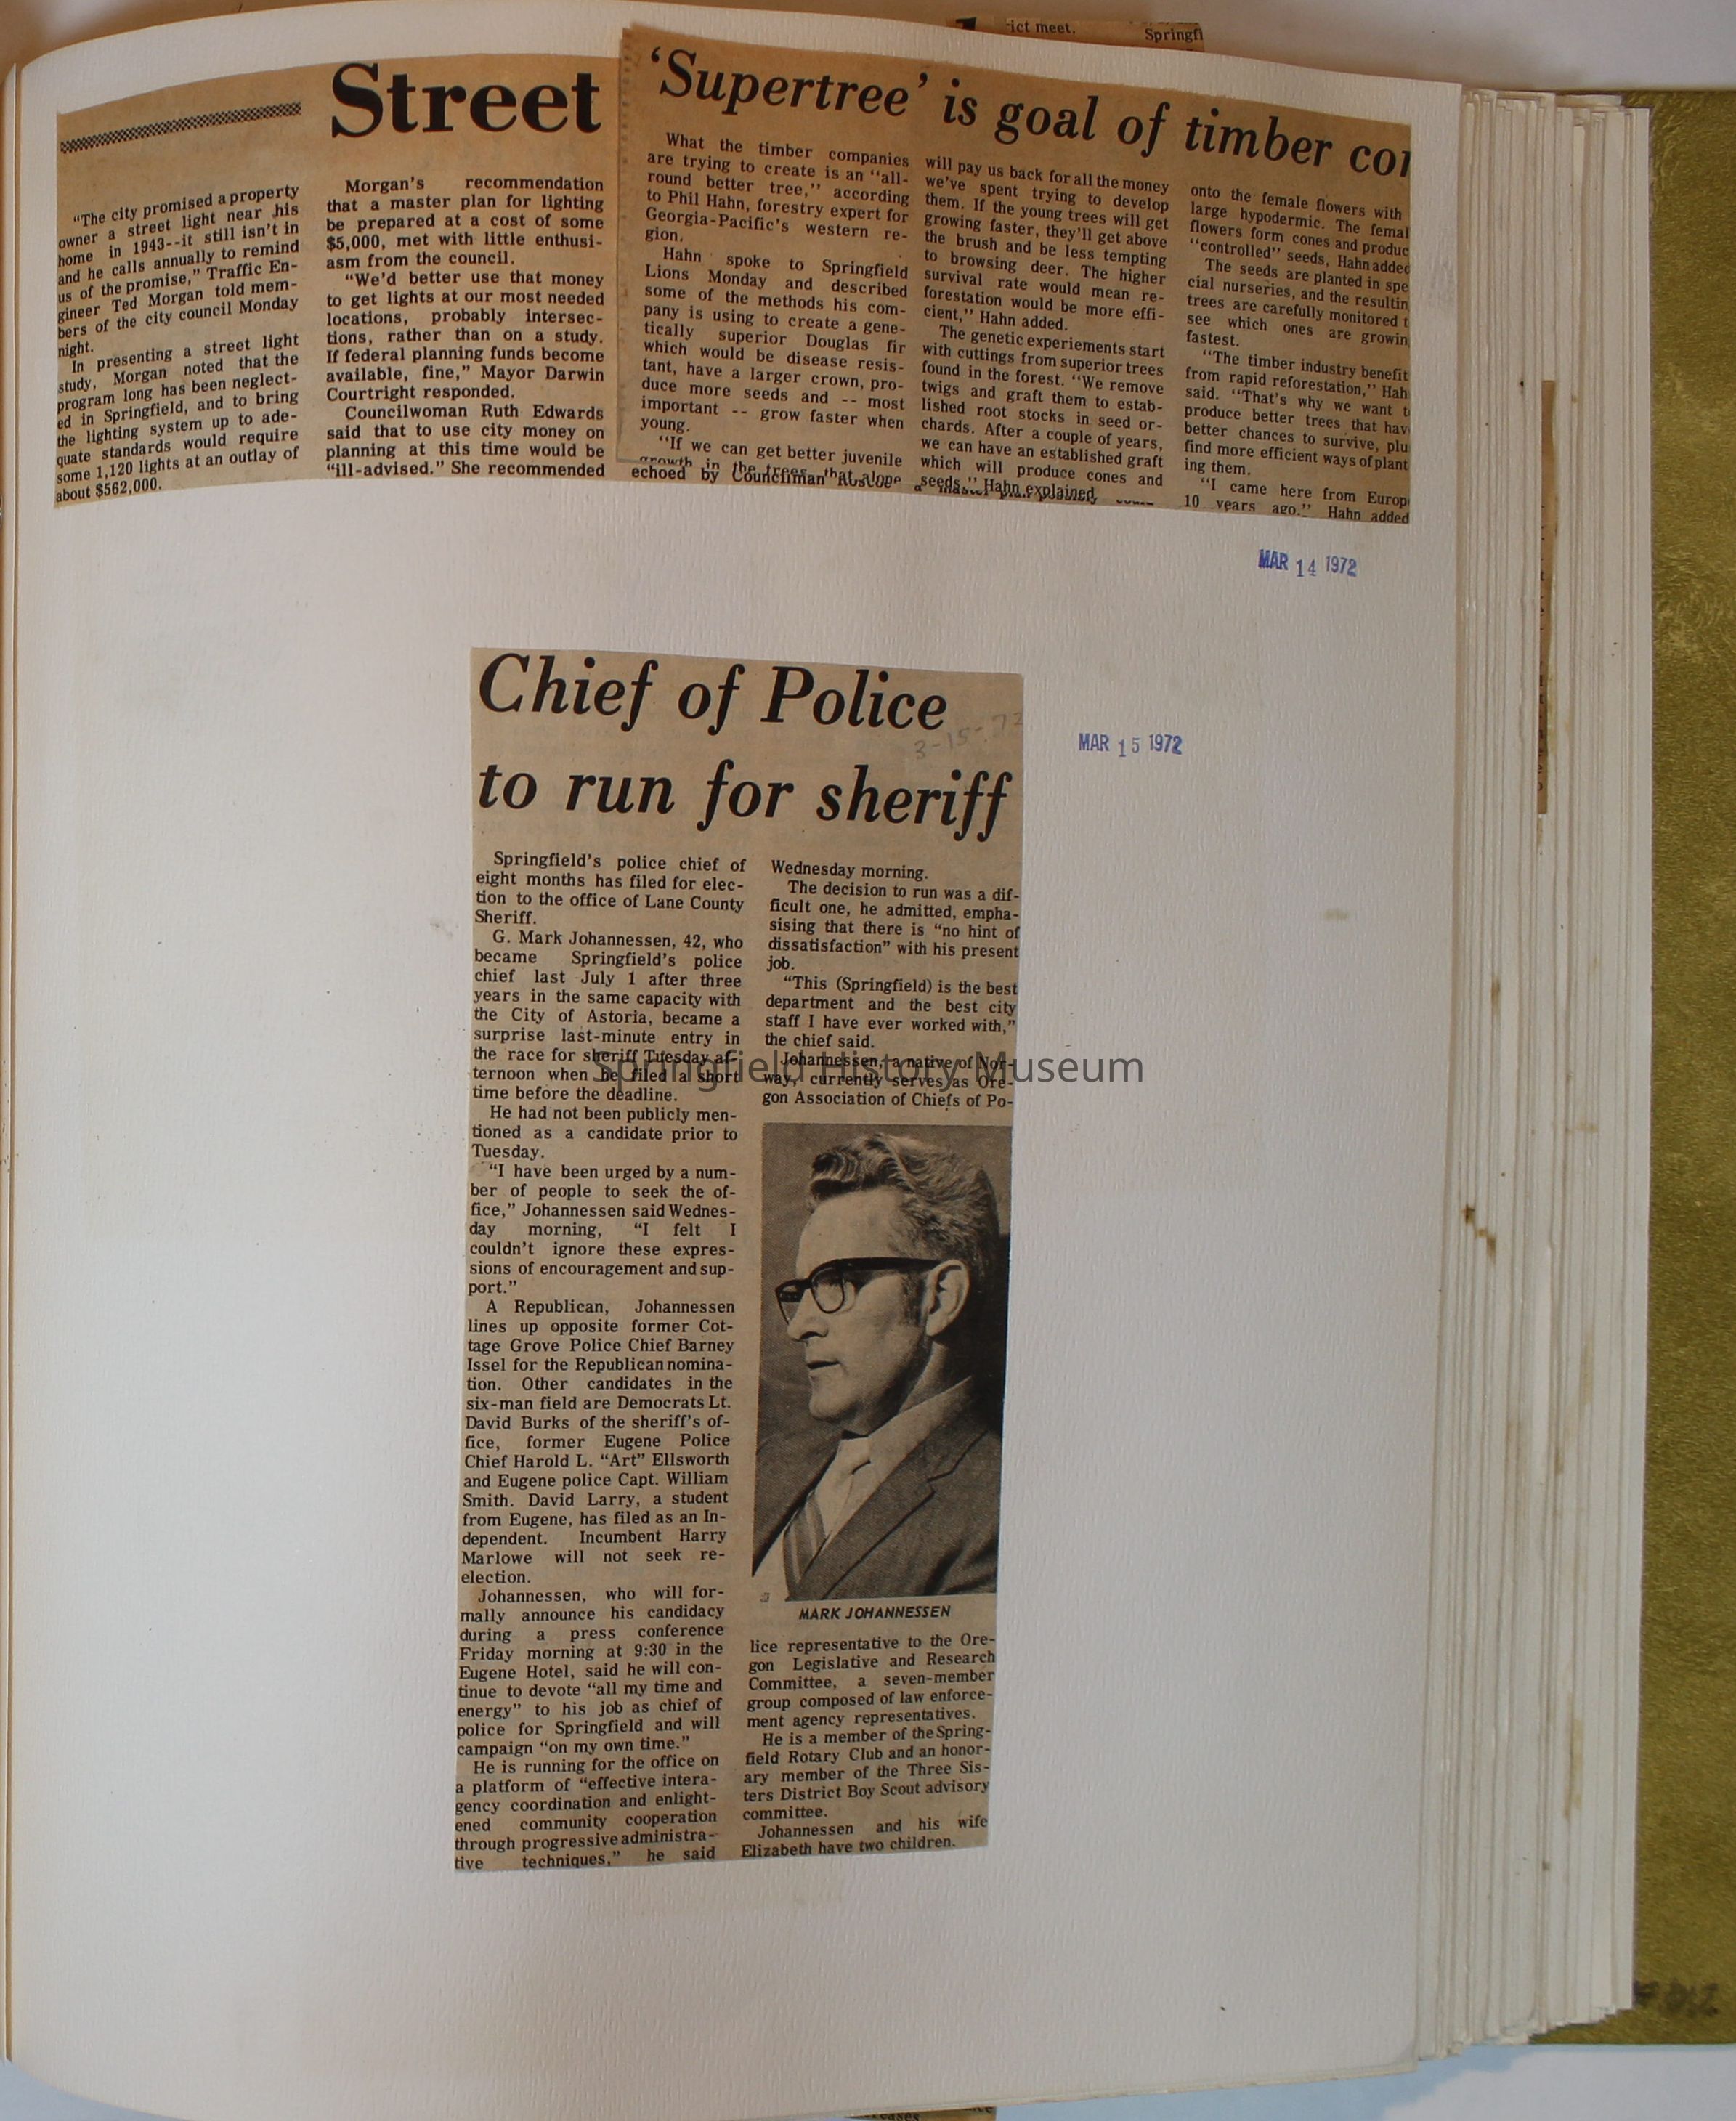 -ict meet.
Springfi
Street
"The city promised a property
owner a street light near his
home in 1943--it still isn't in
and he calls annually to remind
us of the promise," Traffic En-
gineer Ted Morgan told mem-
bers of the city council Monday
night.
In presenting a street light
study, Morgan noted that the
program long has been neglect-
ed in Springfield, and to bring
the lighting system up to ade-
quate standards would require
some 1,120 lights at an outlay of
about $562,000.
Morgan's recommendation
that a master plan for lighting
be prepared at a cost of some
$5,000, met with little enthusi-
asm from the council.
"We'd better use that money
to get lights at our most needed
locations, probably intersec-
tions, rather than on a study.
If federal planning funds become
available, fine," Mayor Darwin
Courtright responded.
Councilwoman Ruth Edwards
said that to use city money on
planning at this time would be
"ill-advised." She recommended
'Supertree' is goal of timber co
What the timber companies
are trying to create is an "all-
round better tree," according
to Phil Hahn, forestry expert for
Georgia-Pacific's western re-
gion.
Hahn spoke to Springfield
Lions Monday and described
some of the methods his com-
pany is using to create a gene-
tically superior Douglas fir
which would be disease resis-
tant, have a larger crown, pro-
duce more seeds and -- most
important -- grow faster when
young.
"If we can get better juvenile
growth in the trees, that alone
echoed by Councilman
will pay us back for all the money
we've spent trying to develop
them. If the young trees will get
growing faster, they'll get above
the brush and be less tempting
to browsing deer. The higher
survival rate would mean re-
forestation would be more effi-
cient," Hahn added.
The genetic experiements start
with cuttings from superior trees
found in the forest. "We remove
twigs and graft them to estab-
lished root stocks in seed or-
chards. After a couple of years,
we can have an established graft
which will produce cones and
seeds," Hahn explained.
onto the female flowers with
large hypodermic. The femal
flowers form cones and produc
"controlled" seeds, Hahn added
The seeds are planted in spe
cial nurseries, and the resultin
trees are carefully monitored t
see which ones are growin
fastest.
"The timber industry benefit
from rapid reforestation," Hah
said. "That's why we want t
produce better trees that hav
better chances to survive, plu
find more efficient ways of plant
ing them.
"I came here from Europ
10 years ago," Hahn added
MAR 14 1972
Chief of Police
to run for sheriff
3-15-72
MAR 15 1972
Springfield's police chief of
eight months has filed for elec-
tion to the office of Lane County
Sheriff.
G. Mark Johannessen, 42, who
became Springfield's police
chief last July 1 after three
years in the same capacity with
the City of Astoria, became a
surprise last-minute entry in
the race for sheriff Tuesday af-
ternoon when he filed a short
time before the deadline.
He had not been publicly men-
tioned as a candidate prior to
Tuesday.
"I have been urged by a num-
ber of people to seek the of-
fice," Johannessen said Wednes-
day morning, "I felt I
couldn't ignore these expres-
sions of encouragement and sup-
port."
A Republican, Johannessen
lines up opposite former Cot-
tage Grove Police Chief Barney
Issel for the Republican nomina-
tion. Other candidates in the
six-man field are Democrats Lt.
David Burks of the sheriff's of-
fice, former Eugene Police
Chief Harold L. "Art" Ellsworth
and Eugene police Capt. William
Smith. David Larry, a student
from Eugene, has filed as an In-
dependent. Incumbent Harry
Marlowe will not seek re-
election.
Johannessen, who will for-
mally announce his candidacy
during a press conference
Friday morning at 9:30 in the
Eugene Hotel, said he will con-
tinue to devote "all my time and
energy" to his job as chief of
police for Springfield and will
campaign "on my own time."
He is running for the office on
a platform of "effective intera-
gency coordination and enlight-
ened community cooperation
through progressive administra-
tive techniques," he said
Wednesday morning.
The decision to run was a dif-
ficult one, he admitted, empha-
sising that there is "no hint of
dissatisfaction" with his present
job.
"This (Springfield) is the best
department and the best city
staff I have ever worked with,"
the chief said.
Johannessen, a native of Nor-
way, currently serves as Ore-
gon Association of Chiefs of Po-
MARK JOHANNESSEN
lice representative to the Ore-
gon Legislative and Research
Committee, a seven-member
group composed of law enforce-
ment agency representatives.
He is a member of the Spring-
field Rotary Club and an honor-
ary member of the Three Sis-
ters District Boy Scout advisory
committee.
Johannessen and his wife
Elizabeth have two children.
Springfield History Museum